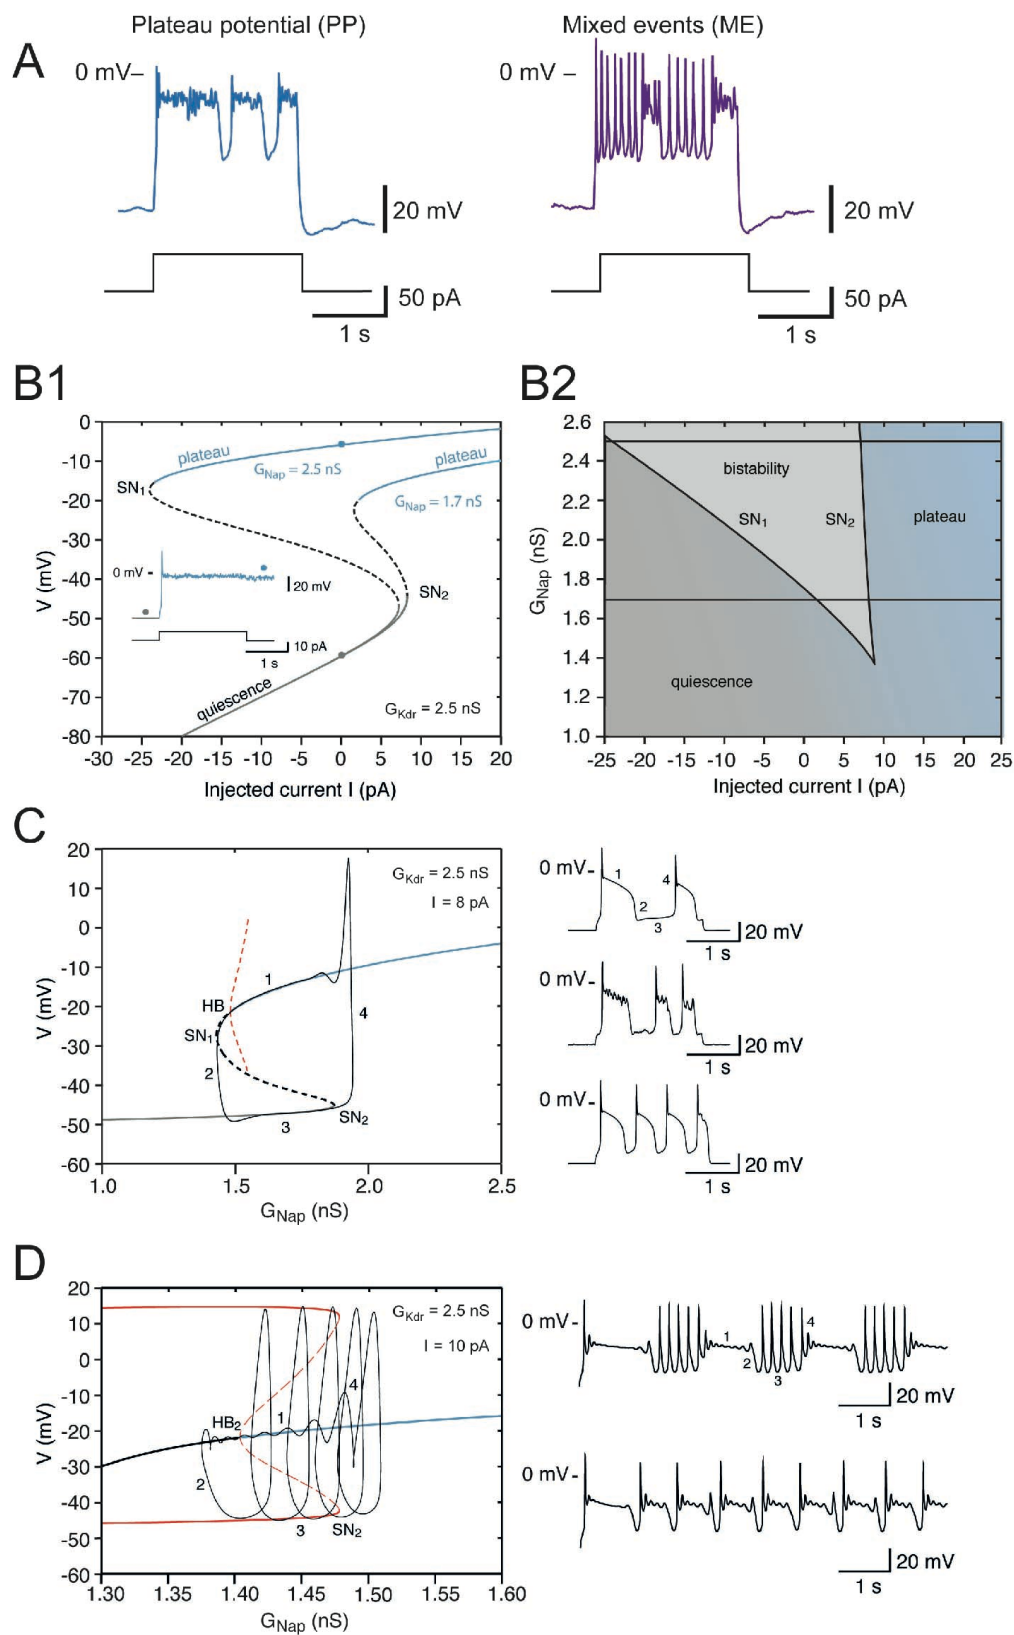 Plateau potential (PP)
Mixed events (ME)
A
0 mV
0 mV
20 mV
20 mV
50 pA
50 pA
1 s
1 s
B1
B2
0
-10
-20
-30
-40
-50
-60
-70
-80
plateau
plateau
GNap = 2.5 nS
GNap = 1.7 nS
SN1
SN2
0 mV
20 mV
10 pA
1 s
quiescence
GKdr = 2.5 nS
V (mV)
-30 -25 -20 -15 -10 -5 0 5 10 15 20
Injected current I (pA)
2.6
2.4
2.2
2.0
1.8
1.6
1.4
1.2
1.0
GNap (nS)
bistability
SN1
SN2
plateau
quiescence
-25 -20 -15 -10 -5 0 5 10 15 20 25
Injected current I (pA)
C
20
10
0
-10
-20
-30
-40
-50
-60
V (mV)
GKdr = 2.5 nS
I = 8 pA
1
HB
SN1
4
2
SN2
3
1.0 1.5 2.0 2.5
GNap (nS)
0 mV
1
4
2
3
20 mV
1 s
0 mV
20 mV
1 s
0 mV
20 mV
1 s
D
20
10
0
-10
-20
-30
-40
-50
-60
V (mV)
GKdr = 2.5 nS
I = 10 pA
4
HB2
1
2
3
SN2
1.30 1.35 1.40 1.45 1.50 1.55 1.60
GNap (nS)
0 mV
4
1
2
3
20 mV
1 s
0 mV
20 mV
1 s